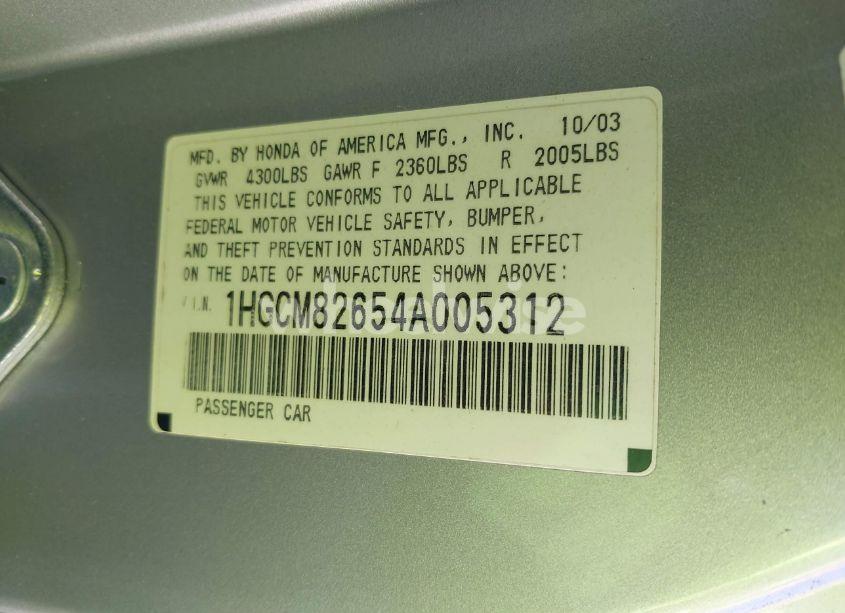 MFD. BY HONDA OF AMERICA MFG., INC. 10/03
GVWR 4300LBS GAWR F 2360LBS R 2005LBS
THIS VEHICLE CONFORMS TO ALL APPLICABLE
FEDERAL MOTOR VEHICLE SAFETY, BUMPER,
AND THEFT PREVENTION STANDARDS IN EFFECT
ON THE DATE OF MANUFACTURE SHOWN ABOVE:
V.I.N. 1HGCM82654A005312
PASSENGER CAR